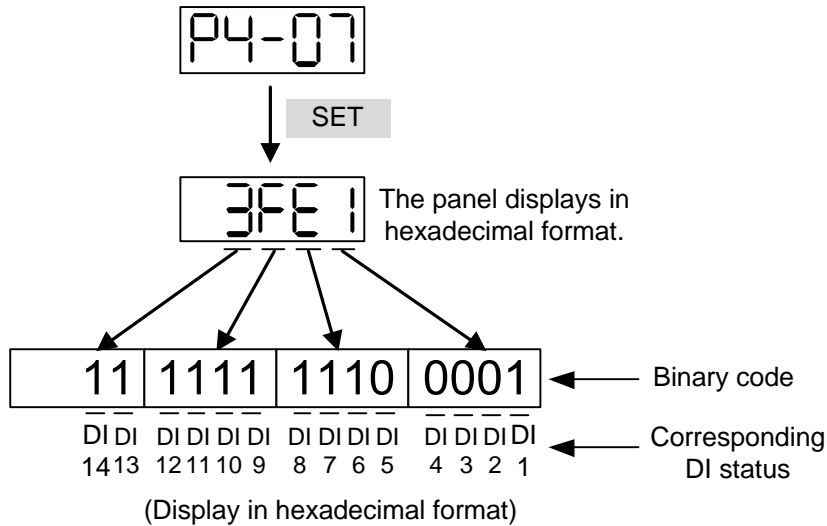 P4-07
SET
3FE1
The panel displays in
hexadecimal format.
11 1111 1110 0001
Binary code
DI DI DI DI DI DI DI DI DI DI DI DI DI DI
14 13 12 11 10 9 8 7 6 5 4 3 2 1
Corresponding
DI status
(Display in hexadecimal format)